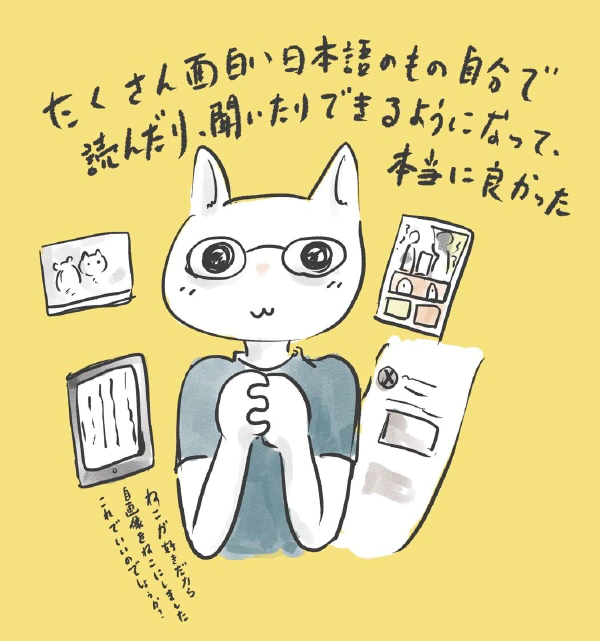 たくさん面白い日本語のもの自分で
読んだり、聞いたりできるようになって、
本当に良かった
ねこが好きだから
自画像をねこにしました
これでいいのでしょうか?